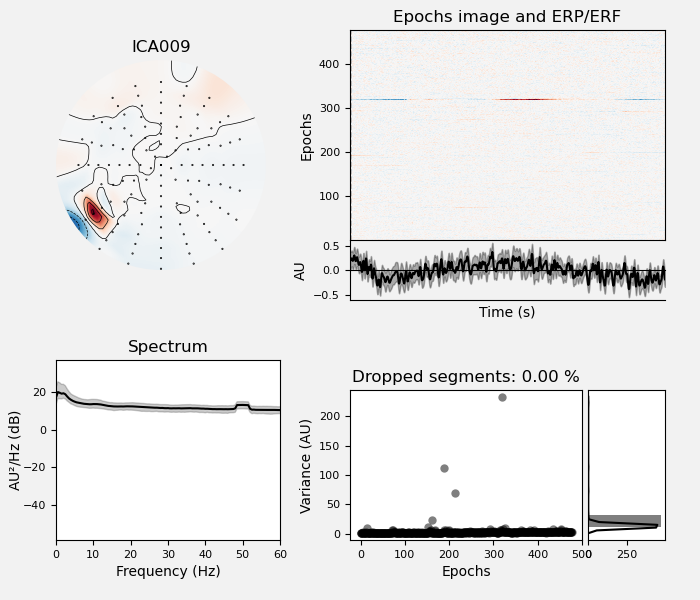 ICA009
Epochs image and ERP/ERF
400
300
200
100
Epochs
0.5
0.0
−0.5
AU
Time (s)
Spectrum
20
0
−20
−40
AU²/Hz (dB)
0 10 20 30 40 50 60
Frequency (Hz)
Dropped segments: 0.00 %
200
150
100
50
0
Variance (AU)
0 100 200 300 400 500
Epochs
0 250